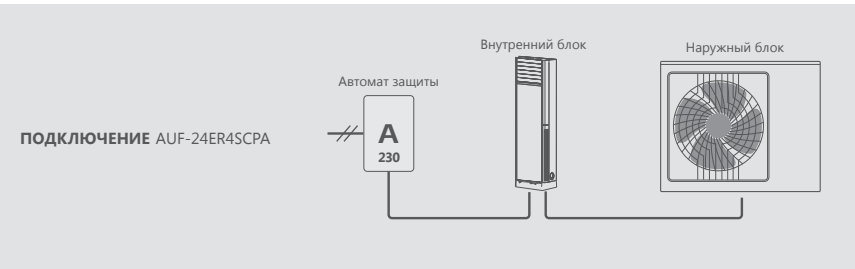 Внутренний блок
Наружный блок
Автомат защиты
ПОДКЛЮЧЕНИЕ AUF-24ER4SCPA
A
230